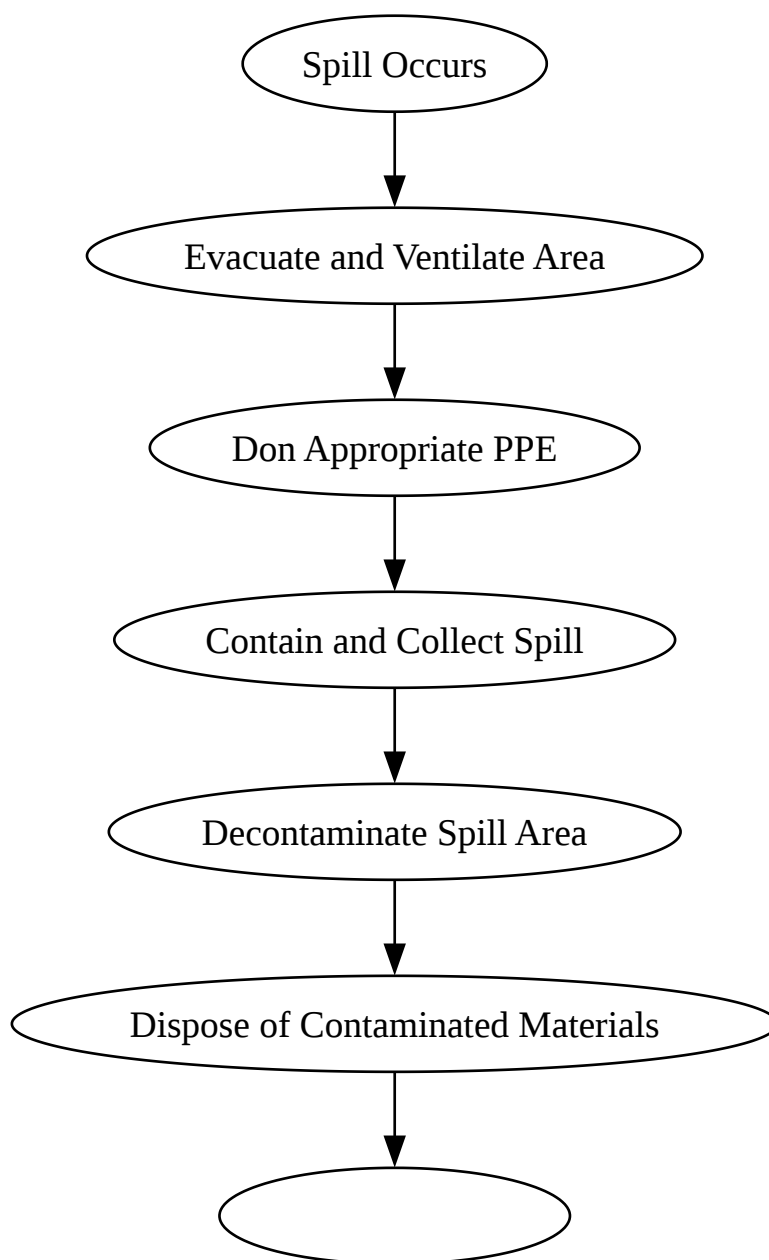 Spill Occurs
Evacuate and Ventilate Area
Don Appropriate PPE
Contain and Collect Spill
Decontaminate Spill Area
Dispose of Contaminated Materials